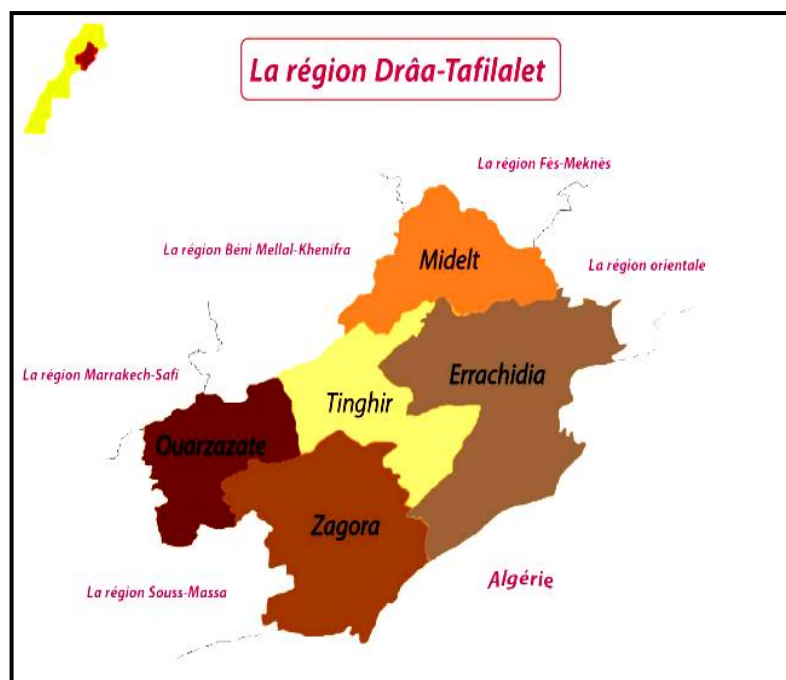 La région Drâa-Tafilalet
La région Fès-Meknès
La région Béni Mellal-Khenifra
Midelt
La région orientale
La région Marrakech-Safi
Errachidia
Tinghir
Ouarzazate
Zagora
Algérie
La région Souss-Massa